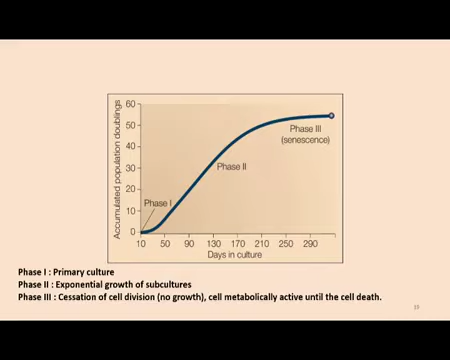 Accumulated population doublings
60
50
40
30
20
10
0
Phase I
Phase II
Phase III
(senescence)
10 50 90 130 170 210 250 290
Days in culture
Phase I : Primary culture
Phase II : Exponential growth of subcultures
Phase III : Cessation of cell division (no growth), cell metabolically active until the cell death.
19